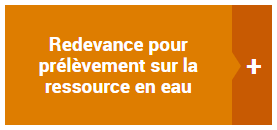 Redevance pour
prélèvement sur la
ressource en eau
+